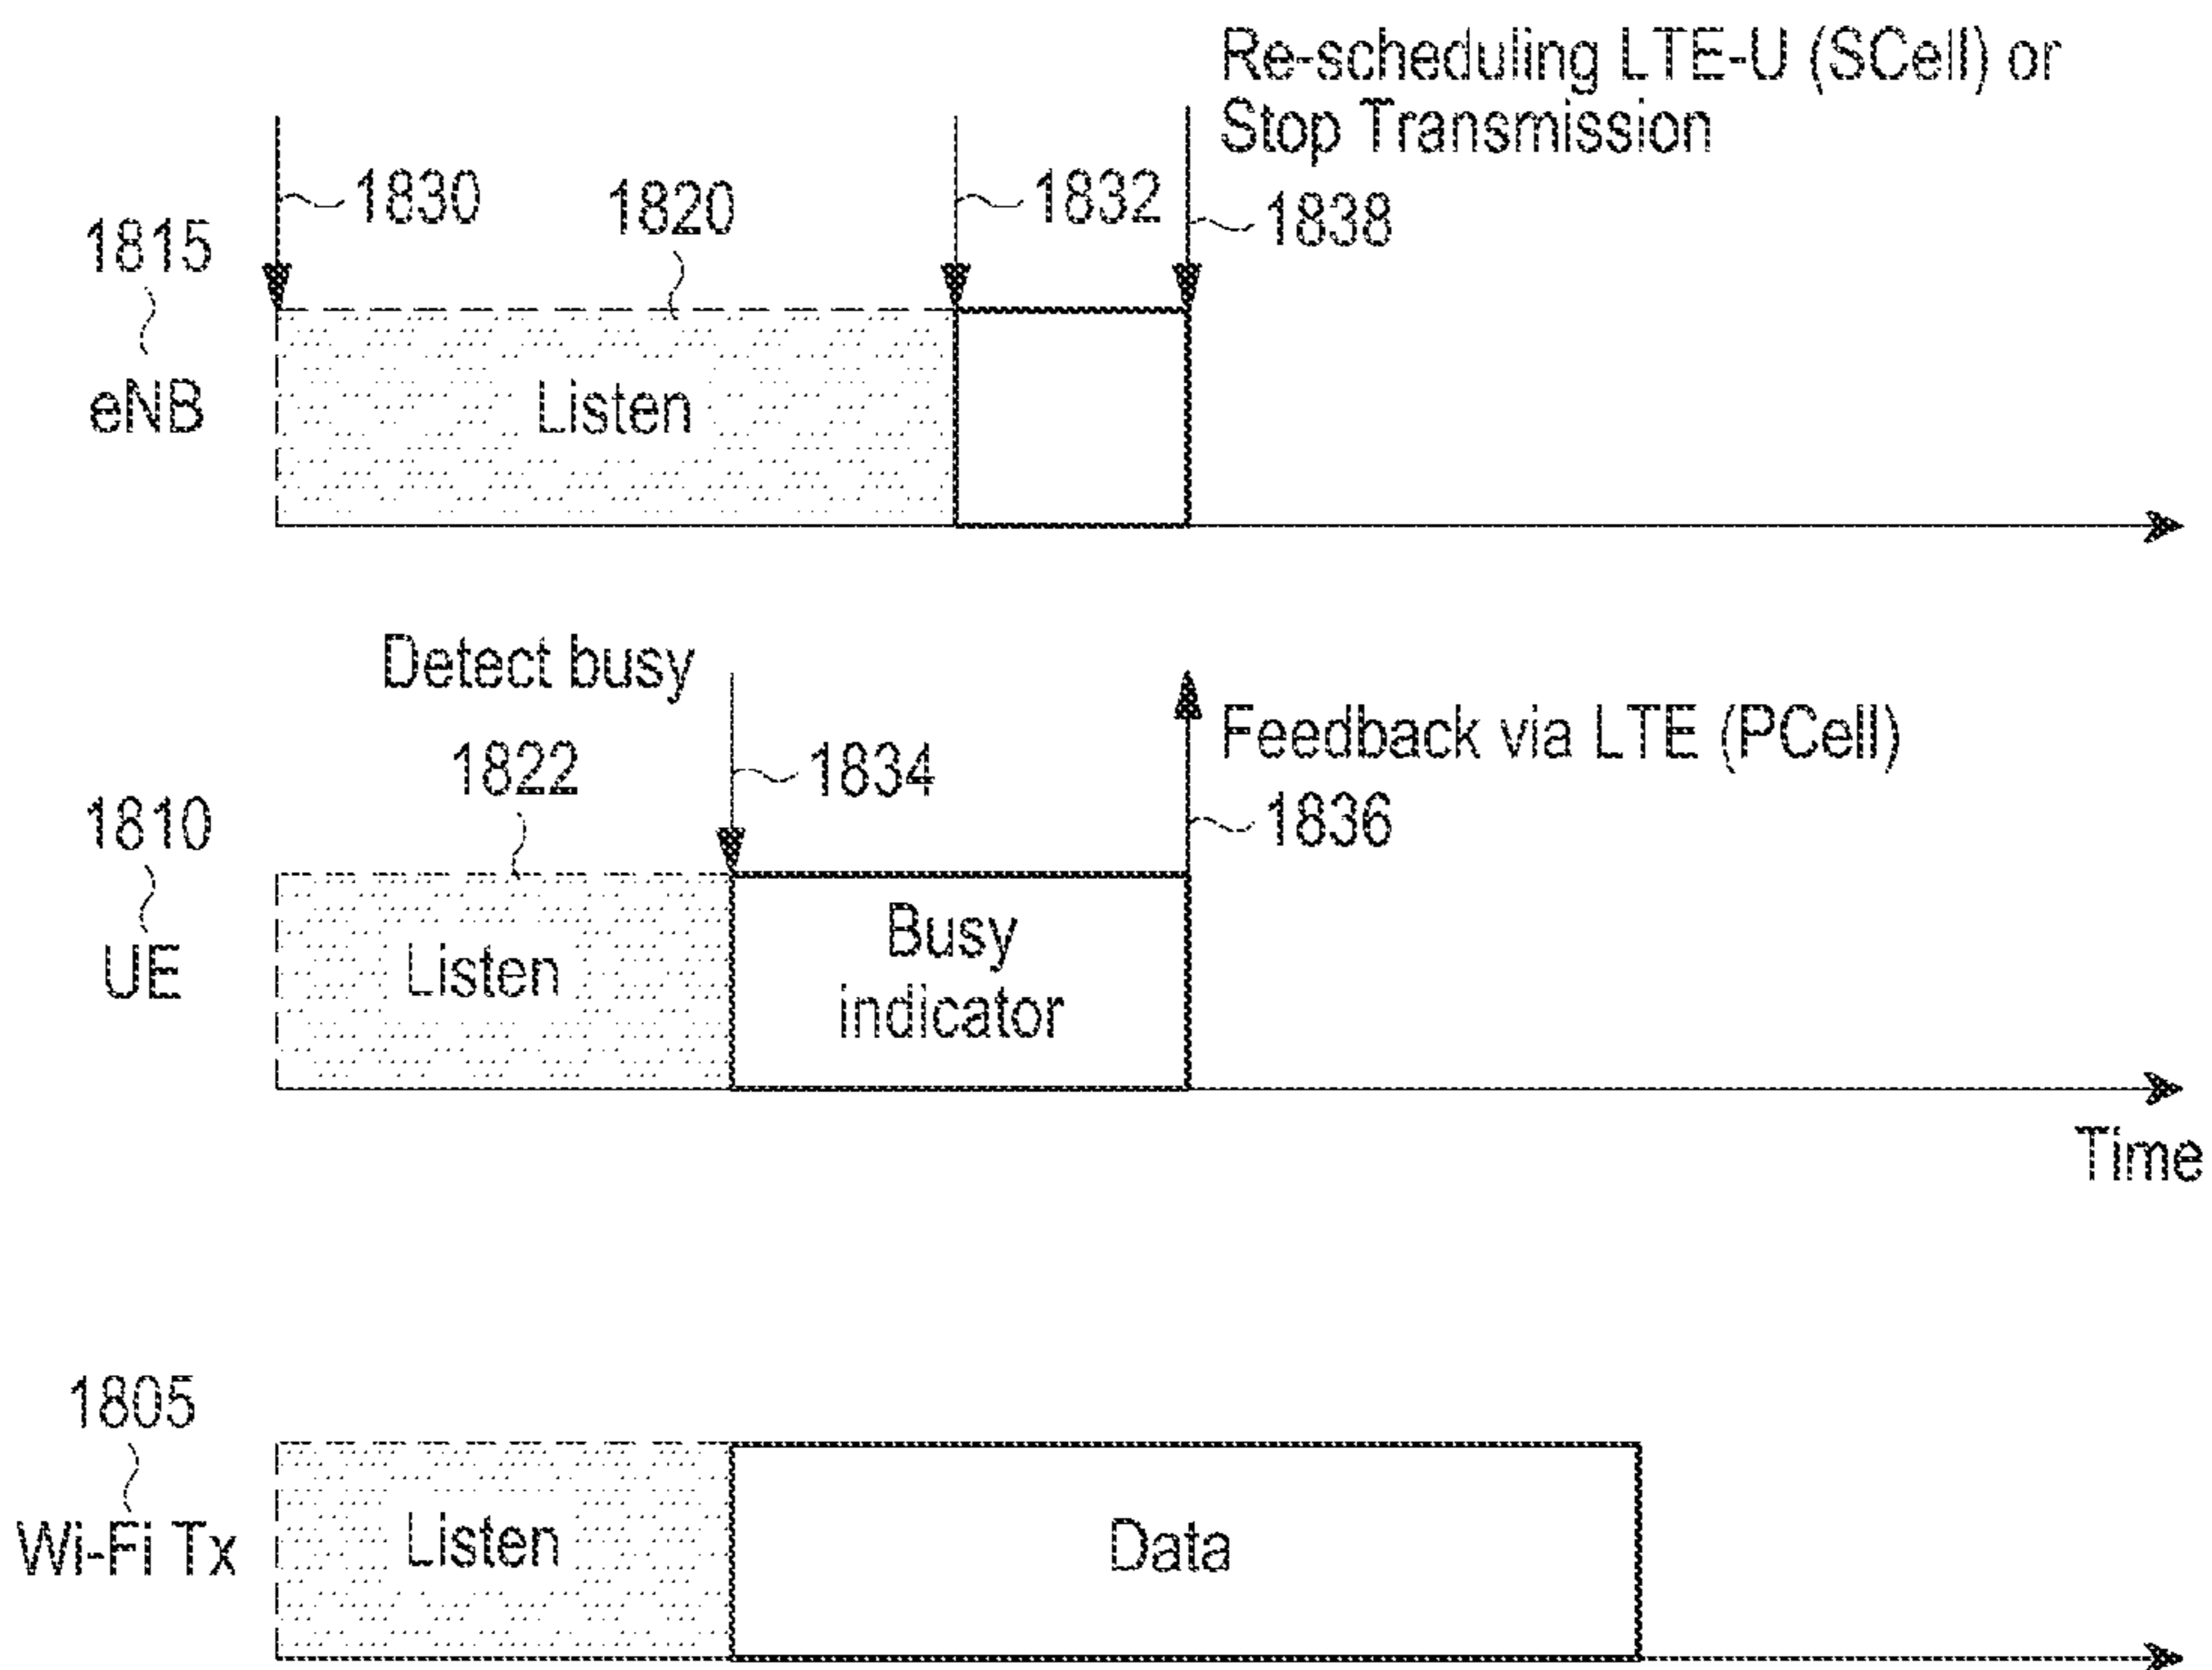 Re-scheduling LTE-U (SCell) or
Stop Transmission
1830
1820
1832
1838
1815
eNB
Listen
Detect busy
1822
1834
Feedback via LTE (PCell)
1836
1810
UE
Listen
Busy
indicator
Time
1805
Wi-Fi Tx
Listen
Data